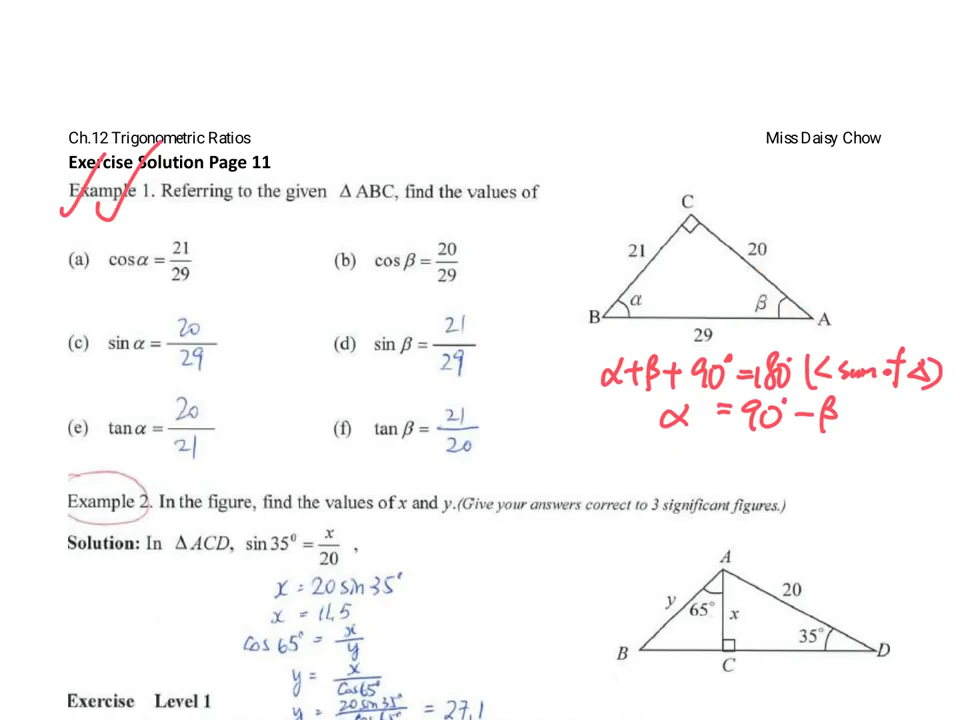 Ch.12 Trigonometric Ratios Miss Daisy Chow
Exercise Solution Page 11
Example 1. Referring to the given Δ ABC, find the values of
C
21
20
(a) cos α = 21/29 (b) cos β = 20/29
α
β
B
A
29
(c) sin α = 20/29 (d) sin β = 21/29
α+β+90°=180° (< sum of Δ)
α = 90° − β
(e) tan α = 20/21 (f) tan β = 21/20
Example 2. In the figure, find the values of x and y.(Give your answers correct to 3 significant figures.)
Solution: In Δ ACD, sin 35⁰ = x/20 ,
x = 20 sin 35°
x = 11.5
cos 65° = x/y
y = x/cos65°
y = 20 sin 35°/cos 65° = 27.1
A
20
y
65°
x
35°
B
C
D
Exercise Level 1